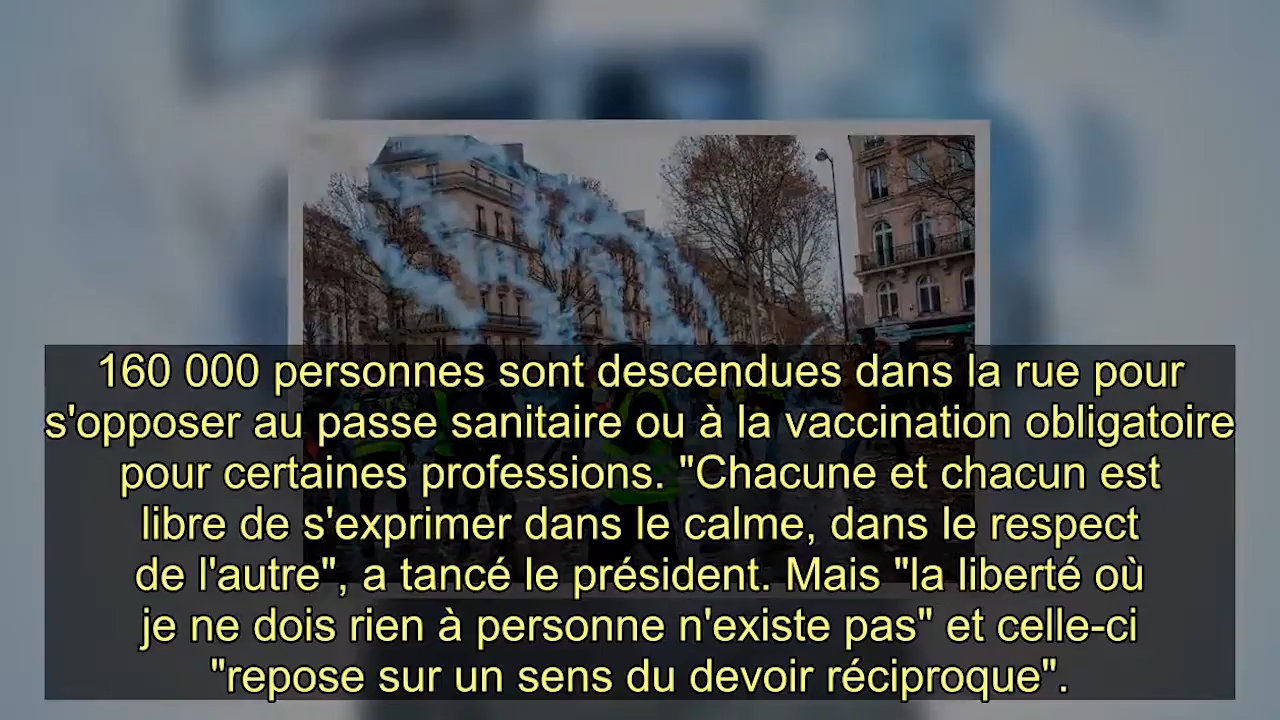 160 000 personnes sont descendues dans la rue pour
s'opposer au passe sanitaire ou à la vaccination obligatoire
pour certaines professions. "Chacune et chacun est
libre de s'exprimer dans le calme, dans le respect
de l'autre", a tancé le président. Mais "la liberté où
je ne dois rien à personne n'existe pas" et celle-ci
"repose sur un sens du devoir réciproque".